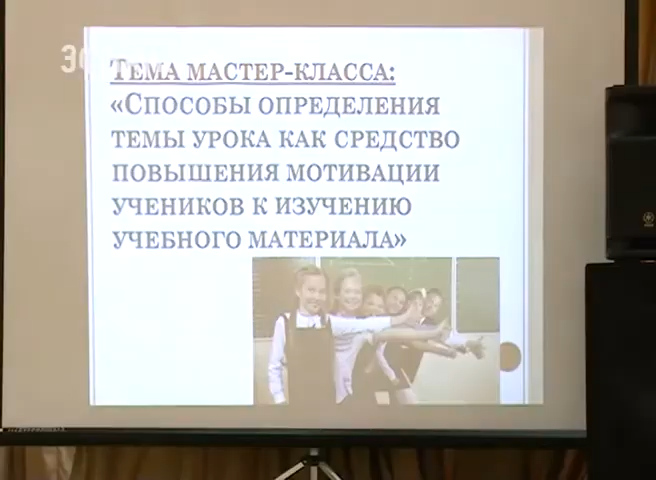 Тема мастер-класса:
«Способы определения
темы урока как средство
повышения мотивации
учеников к изучению
учебного материала»